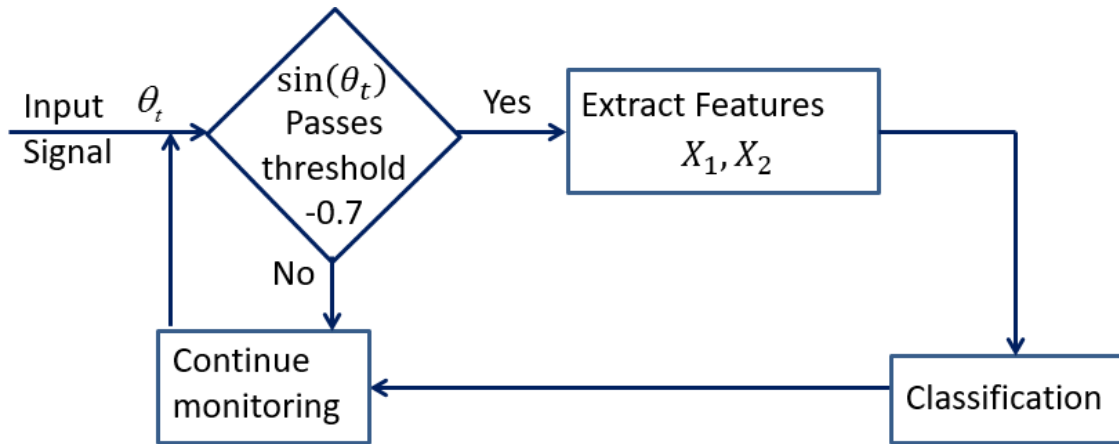 Input
Signal
θₜ
sin(θₜ)
Passes
threshold
-0.7
Yes
Extract Features
X₁, X₂
No
Continue
monitoring
Classification